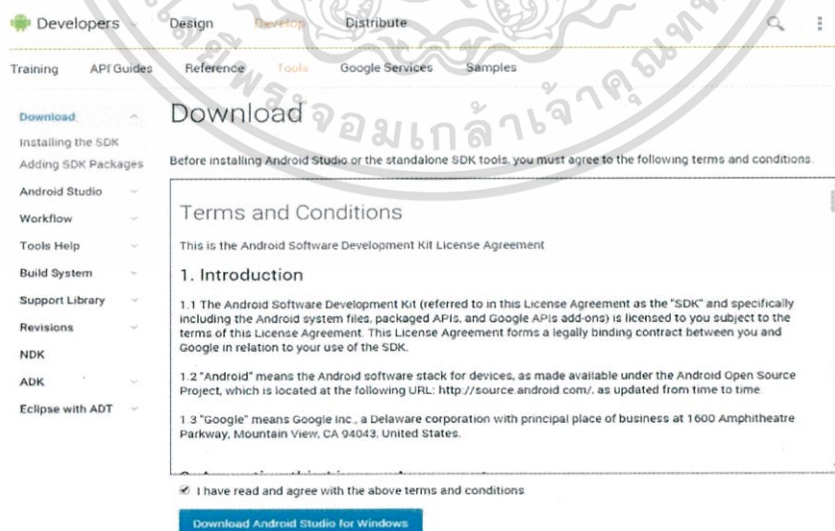 Developers Design Develop Distribute
Training API Guides Reference Tools Google Services Samples
Download
Installing the SDK
Adding SDK Packages
Android Studio
Workflow
Tools Help
Build System
Support Library
Revisions
NDK
ADK
Eclipse with ADT
Download
Before installing Android Studio or the standalone SDK tools, you must agree to the following terms and conditions.
Terms and Conditions
This is the Android Software Development Kit License Agreement
1. Introduction
1.1 The Android Software Development Kit (referred to in this License Agreement as the "SDK" and specifically
including the Android system files, packaged APIs, and Google APIs add-ons) is licensed to you subject to the
terms of this License Agreement. This License Agreement forms a legally binding contract between you and
Google in relation to your use of the SDK.
1.2 "Android" means the Android software stack for devices, as made available under the Android Open Source
Project, which is located at the following URL: http://source.android.com/, as updated from time to time.
1.3 "Google" means Google Inc., a Delaware corporation with principal place of business at 1600 Amphitheatre
Parkway, Mountain View, CA 94043, United States.
I have read and agree with the above terms and conditions
Download Android Studio for Windows